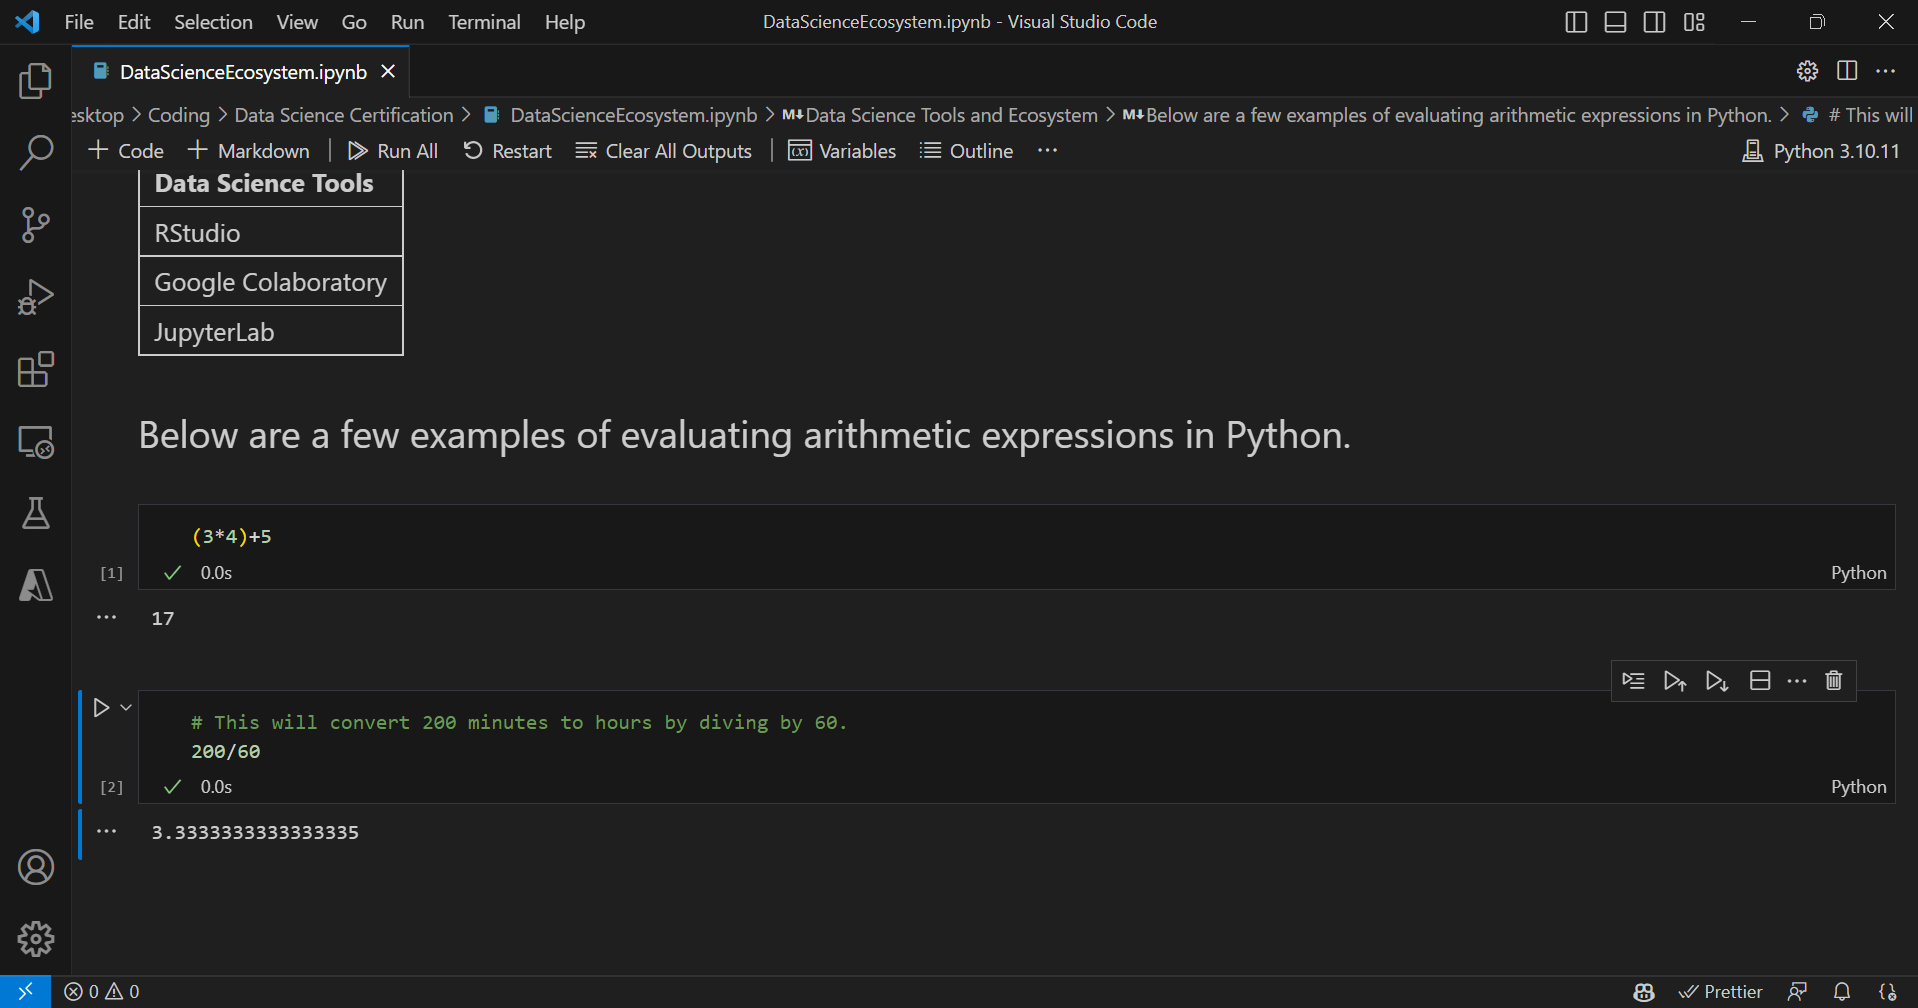 File Edit Selection View Go Run Terminal Help DataScienceEcosystem.ipynb - Visual Studio Code
DataScienceEcosystem.ipynb
esktop > Coding > Data Science Certification > DataScienceEcosystem.ipynb > M↓Data Science Tools and Ecosystem > M↓Below are a few examples of evaluating arithmetic expressions in Python. > # This will
+ Code + Markdown | Run All Restart Clear All Outputs | Variables Outline ··· Python 3.10.11
Data Science Tools
RStudio
Google Colaboratory
JupyterLab
Below are a few examples of evaluating arithmetic expressions in Python.
(3*4)+5
[1] ✓ 0.0s Python
··· 17
# This will convert 200 minutes to hours by diving by 60.
200/60
[2] ✓ 0.0s Python
··· 3.3333333333333335
0 0 Prettier